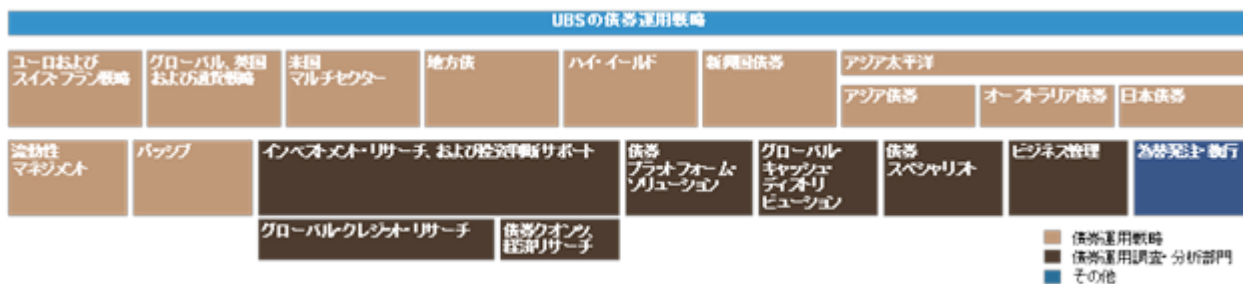 UBSの債券運用戦略
ユーロおよび
スイス・フラン戦略
グローバル、英国
および通貨戦略
米国
マルチセクター
地方債
ハイ・イールド
新興国債券
アジア太平洋
アジア債券
オーストラリア債券
日本債券
流動性
マネジメント
パッシブ
インベストメント・リサーチ、および投資判断サポート
債券
プラットフォーム・
ソリューション
グローバル・
キャッシュ・
ディストリ
ビューション
債券
スペシャリスト
ビジネス管理
為替発注・執行
グローバル・クレジット・リサーチ
債券クオンツ、
経済リサーチ
債券運用戦略
債券運用調査・分析部門
その他